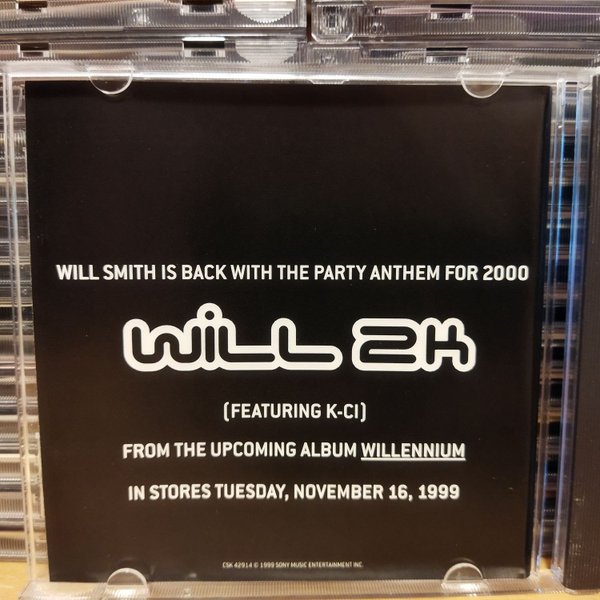 WILL SMITH IS BACK WITH THE PARTY ANTHEM FOR 2000
WiLL 2K
(FEATURING K-CI)
FROM THE UPCOMING ALBUM WILLENNIUM
IN STORES TUESDAY, NOVEMBER 16, 1999
CSK 42914 © 1999 SONY MUSIC ENTERTAINMENT INC.